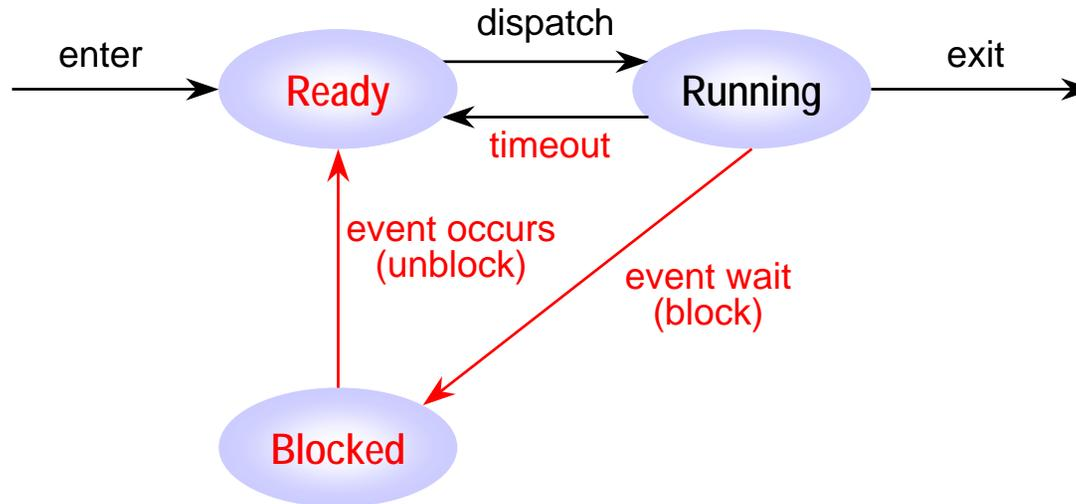 dispatch
enter
exit
Ready
Running
timeout
event occurs
(unblock)
event wait
(block)
Blocked